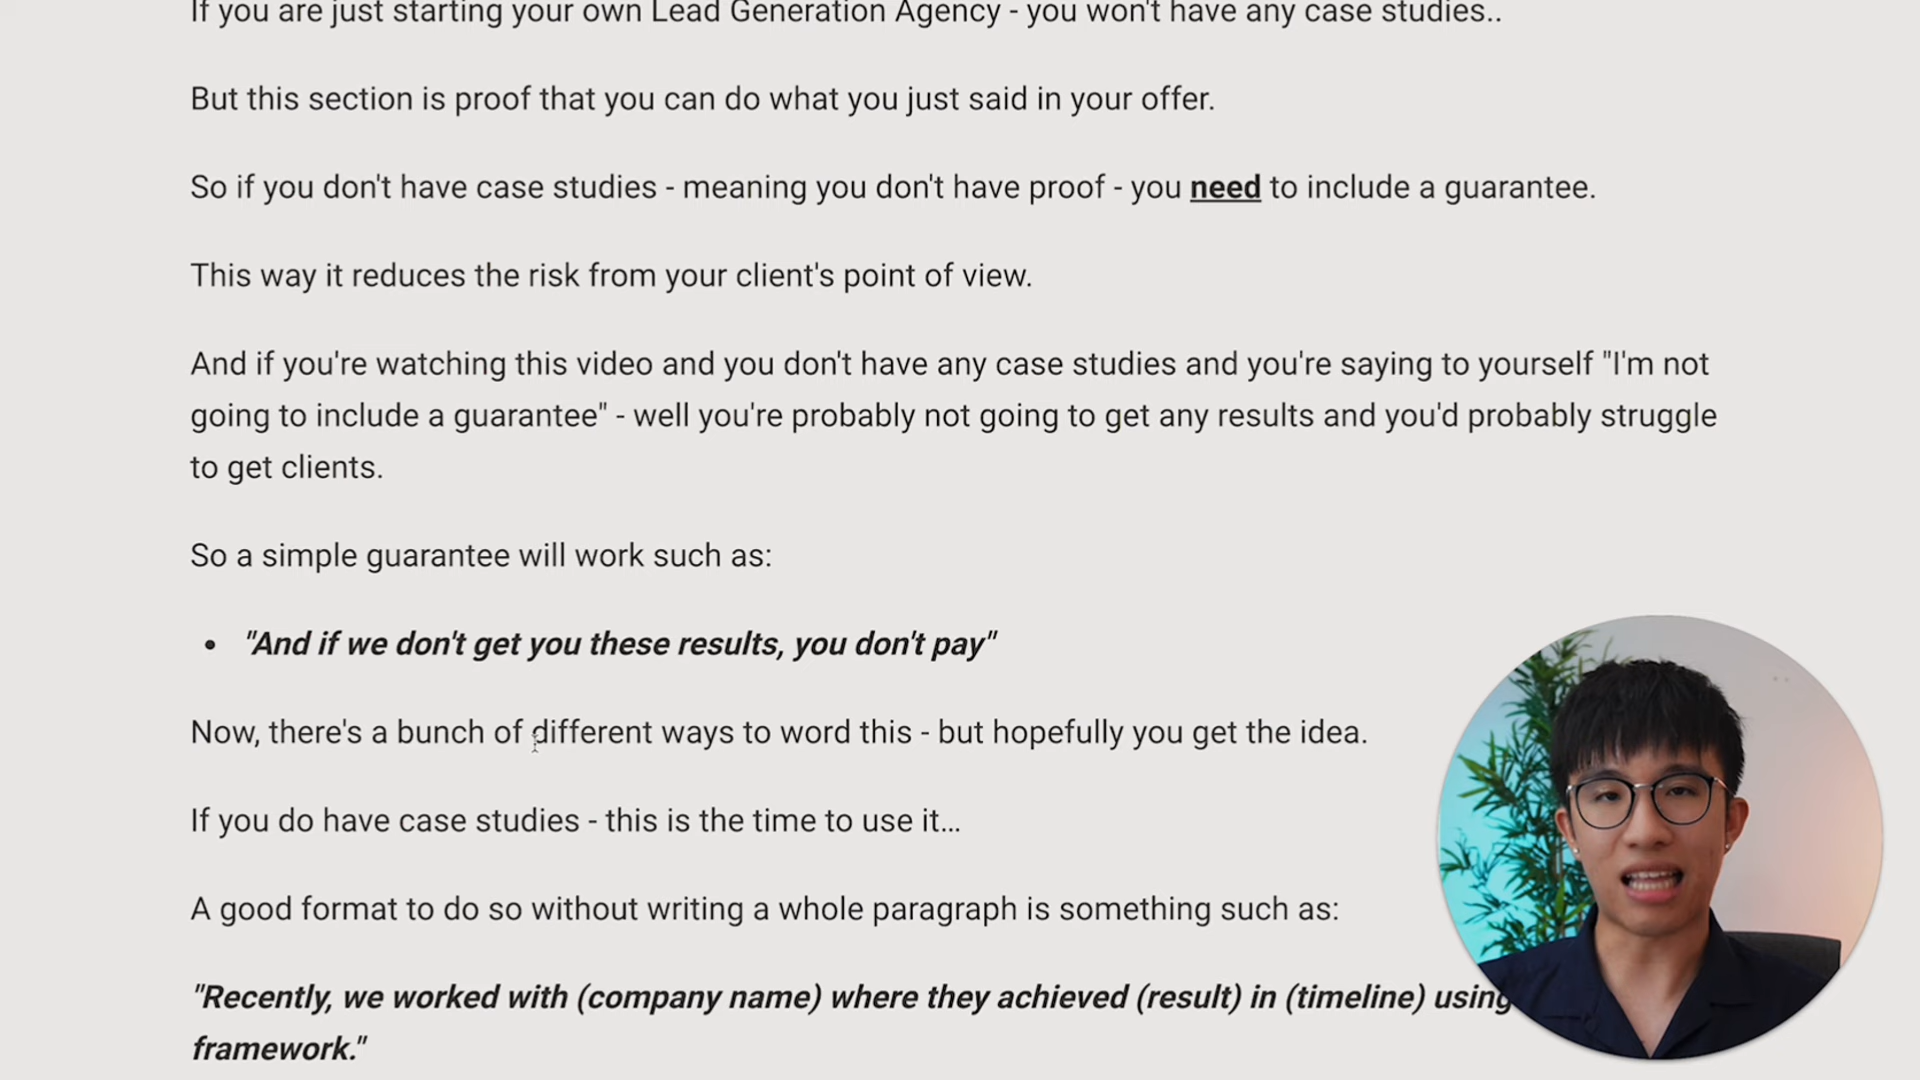 If you are just starting your own Lead Generation Agency - you won't have any case studies..
But this section is proof that you can do what you just said in your offer.
So if you don't have case studies - meaning you don't have proof - you need to include a guarantee.
This way it reduces the risk from your client's point of view.
And if you're watching this video and you don't have any case studies and you're saying to yourself "I'm not
going to include a guarantee" - well you're probably not going to get any results and you'd probably struggle
to get clients.
So a simple guarantee will work such as:
• "And if we don't get you these results, you don't pay"
Now, there's a bunch of different ways to word this - but hopefully you get the idea.
If you do have case studies - this is the time to use it...
A good format to do so without writing a whole paragraph is something such as:
"Recently, we worked with (company name) where they achieved (result) in (timeline) using
framework."